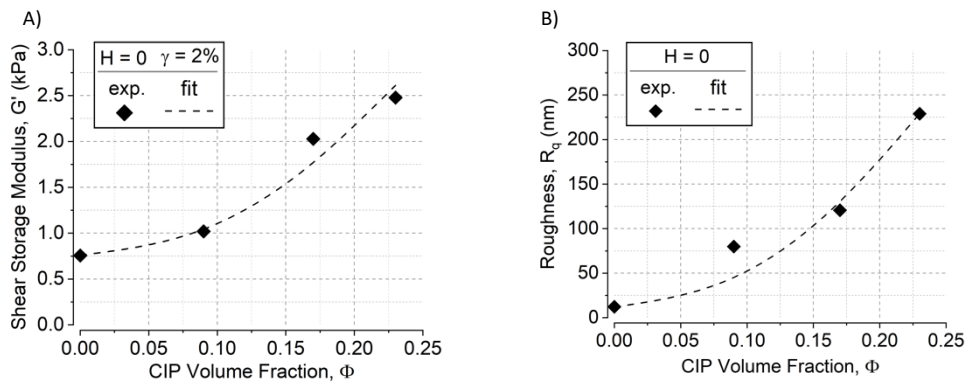 A)
Shear Storage Modulus, G' (kPa)
3.0
2.5
2.0
1.5
1.0
0.5
0.0
H = 0 γ = 2%
exp. fit
0.00 0.05 0.10 0.15 0.20 0.25
CIP Volume Fraction, Φ
B)
Roughness, Rq (nm)
300
250
200
150
100
50
0
H = 0
exp. fit
0.00 0.05 0.10 0.15 0.20 0.25
CIP Volume Fraction, Φ